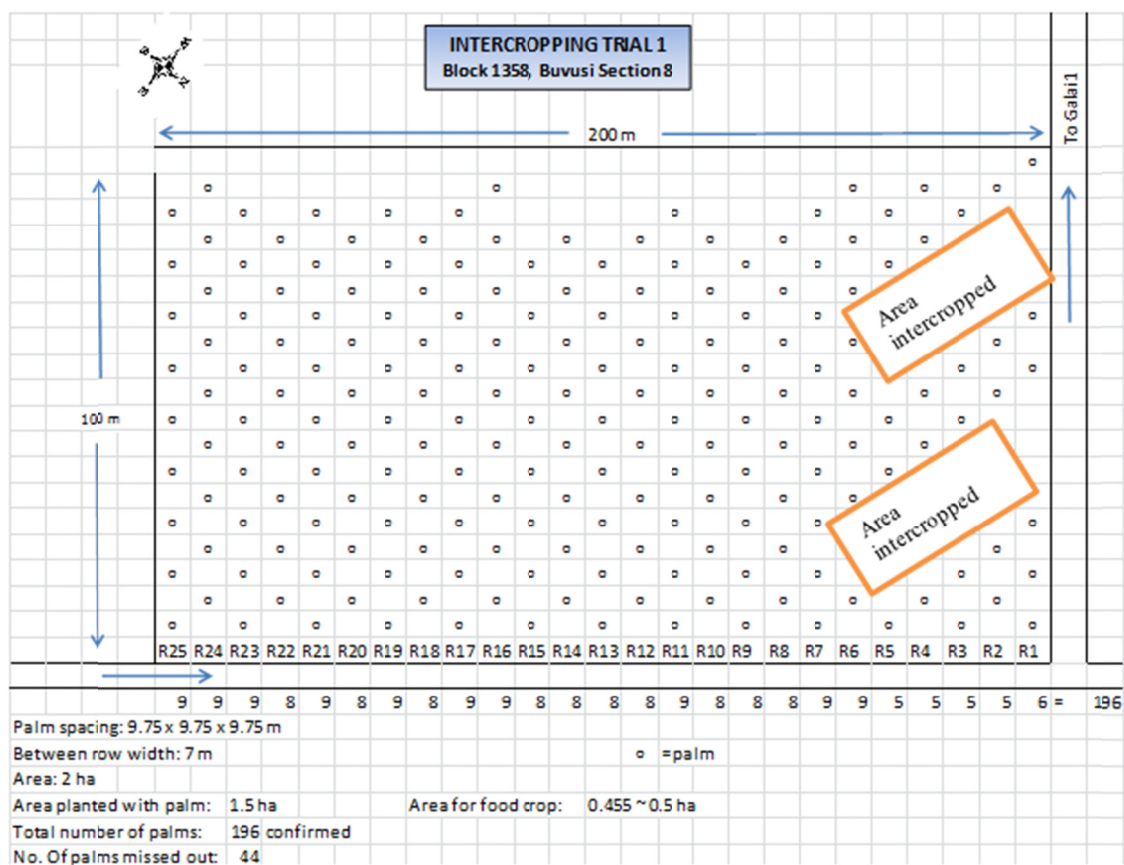 INTERCROPPING TRIAL 1
Block 1358, Buvusi Section 8
To Galai1
200 m
Area
intercropped
100 m
Area
intercropped
R25 R24 R23 R22 R21 R20 R19 R18 R17 R16 R15 R14 R13 R12 R11 R10 R9 R8 R7 R6 R5 R4 R3 R2 R1
9 9 9 8 9 8 9 8 9 9 8 8 8 8 9 8 8 8 9 9 5 5 5 5 6 = 196
Palm spacing: 9.75 x 9.75 x 9.75 m
Between row width: 7 m =palm
Area: 2 ha
Area planted with palm: 1.5 ha Area for food crop: 0.455 ~ 0.5 ha
Total number of palms: 196 confirmed
No. Of palms missed out: 44